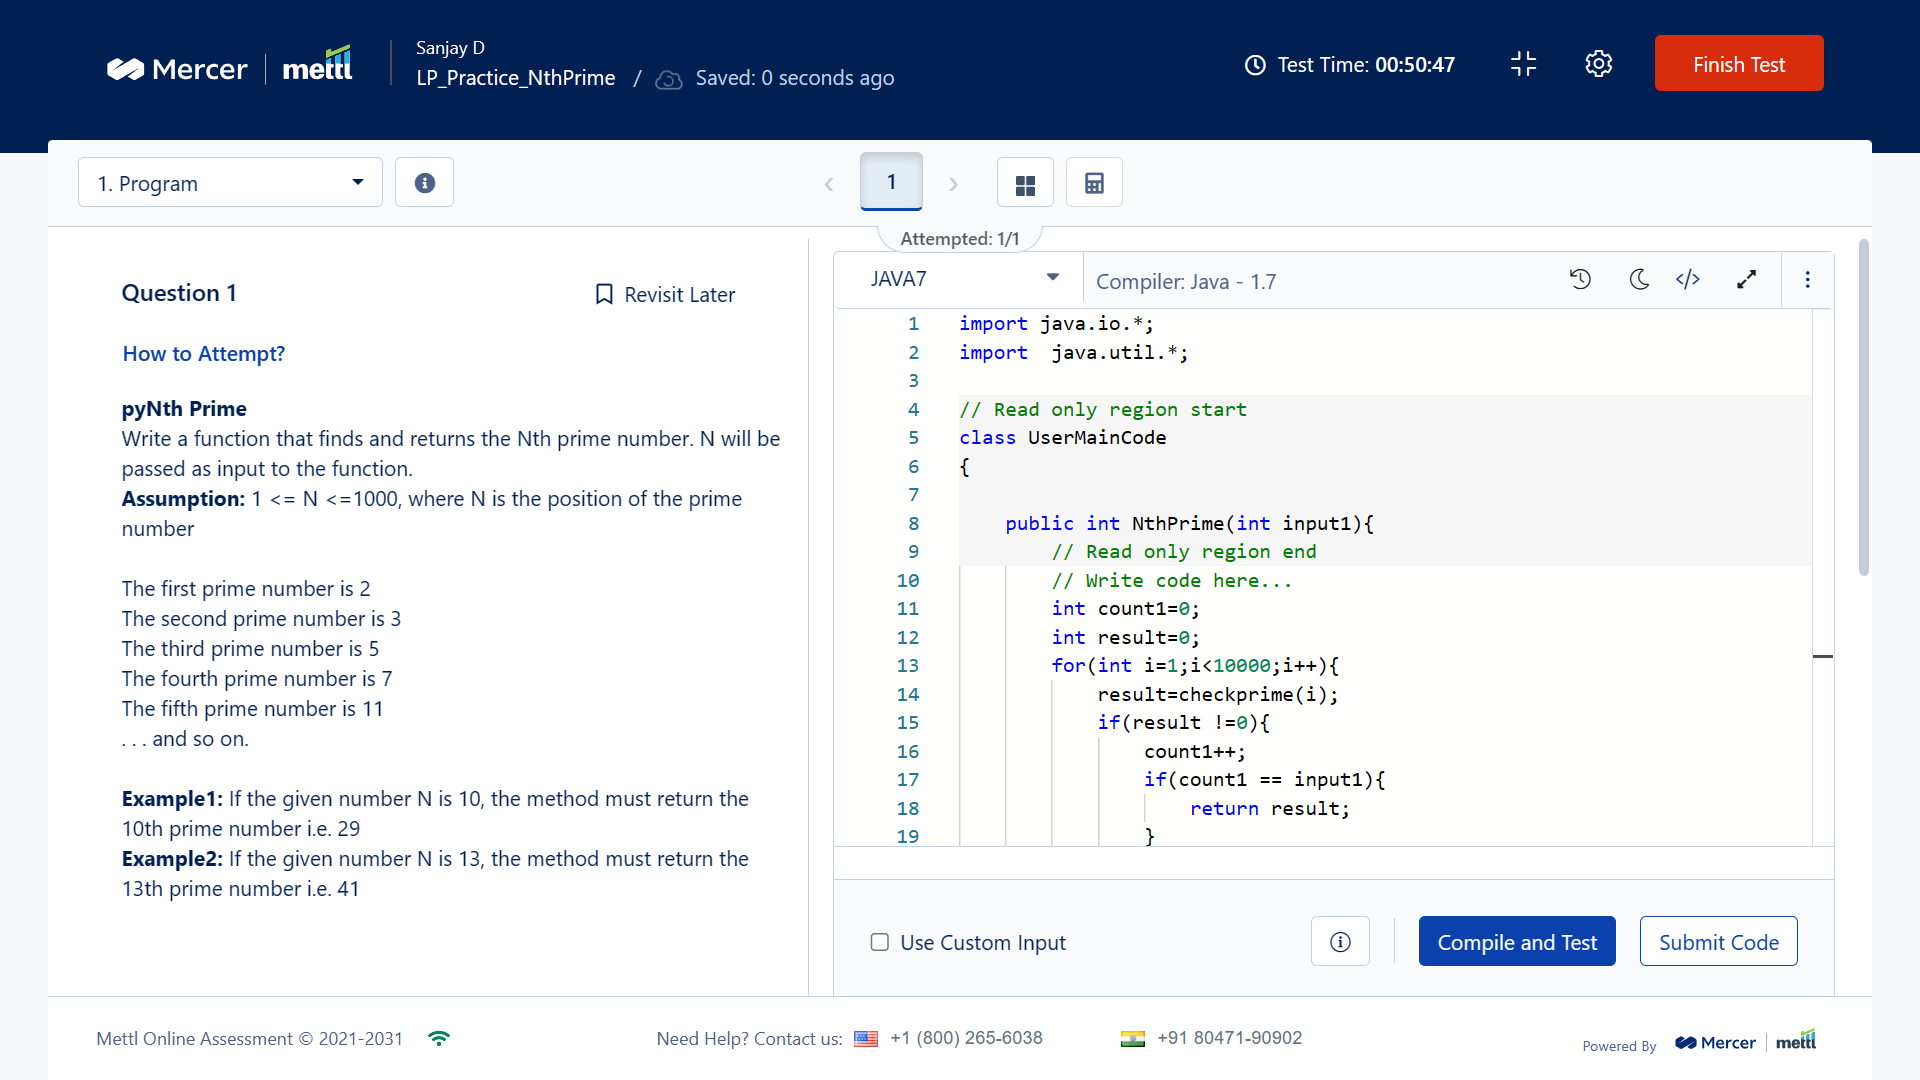 Mercer | mettl
Sanjay D
LP_Practice_NthPrime / Saved: 0 seconds ago
Test Time: 00:50:47
Finish Test
1. Program
1
Attempted: 1/1
Question 1
Revisit Later
How to Attempt?
pyNth Prime
Write a function that finds and returns the Nth prime number. N will be
passed as input to the function.
Assumption: 1 <= N <=1000, where N is the position of the prime
number
The first prime number is 2
The second prime number is 3
The third prime number is 5
The fourth prime number is 7
The fifth prime number is 11
. . . and so on.
Example1: If the given number N is 10, the method must return the
10th prime number i.e. 29
Example2: If the given number N is 13, the method must return the
13th prime number i.e. 41
JAVA7
Compiler: Java - 1.7
1 import java.io.*;
2 import  java.util.*;
3
4 // Read only region start
5 class UserMainCode
6 {
7
8     public int NthPrime(int input1){
9         // Read only region end
10         // Write code here...
11         int count1=0;
12         int result=0;
13         for(int i=1;i<10000;i++){
14             result=checkprime(i);
15             if(result !=0){
16                 count1++;
17                 if(count1 == input1){
18                     return result;
19                 }
Use Custom Input
Compile and Test
Submit Code
Mettl Online Assessment © 2021-2031
Need Help? Contact us: +1 (800) 265-6038
+91 80471-90902
Powered By Mercer | mettl